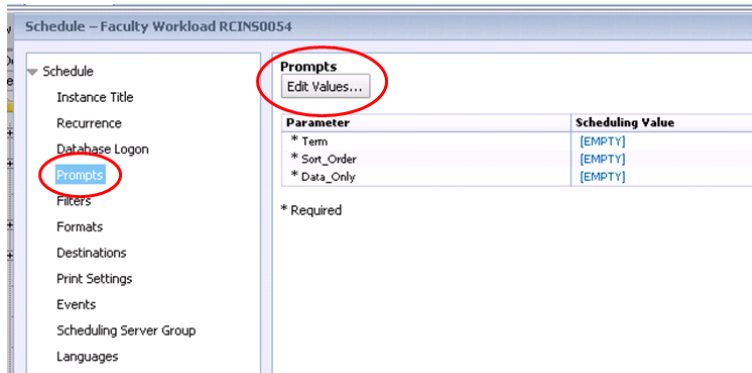 Schedule – Faculty Workload RCINS0054
Schedule
Instance Title
Recurrence
Database Logon
Prompts
Filters
Formats
Destinations
Print Settings
Events
Scheduling Server Group
Languages
Prompts
Edit Values...
Parameter Scheduling Value
* Term [EMPTY]
* Sort_Order [EMPTY]
* Data_Only [EMPTY]
* Required